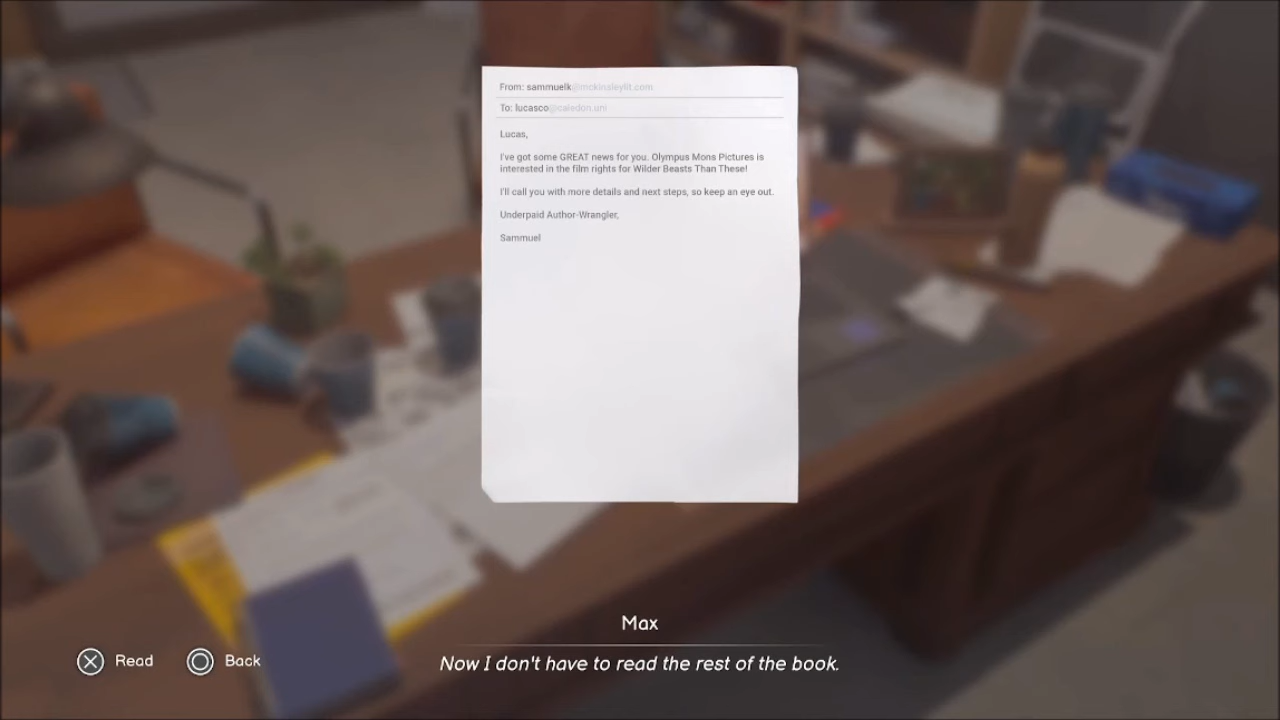 From: sammuelk@mckinsleylit.com
To: lucasco@caledon.uni
Lucas,
I've got some GREAT news for you. Olympus Mons Pictures is
interested in the film rights for Wilder Beasts Than These!
I'll call you with more details and next steps, so keep an eye out.
Underpaid Author-Wrangler,
Sammuel
Max
Read
Back
Now I don't have to read the rest of the book.